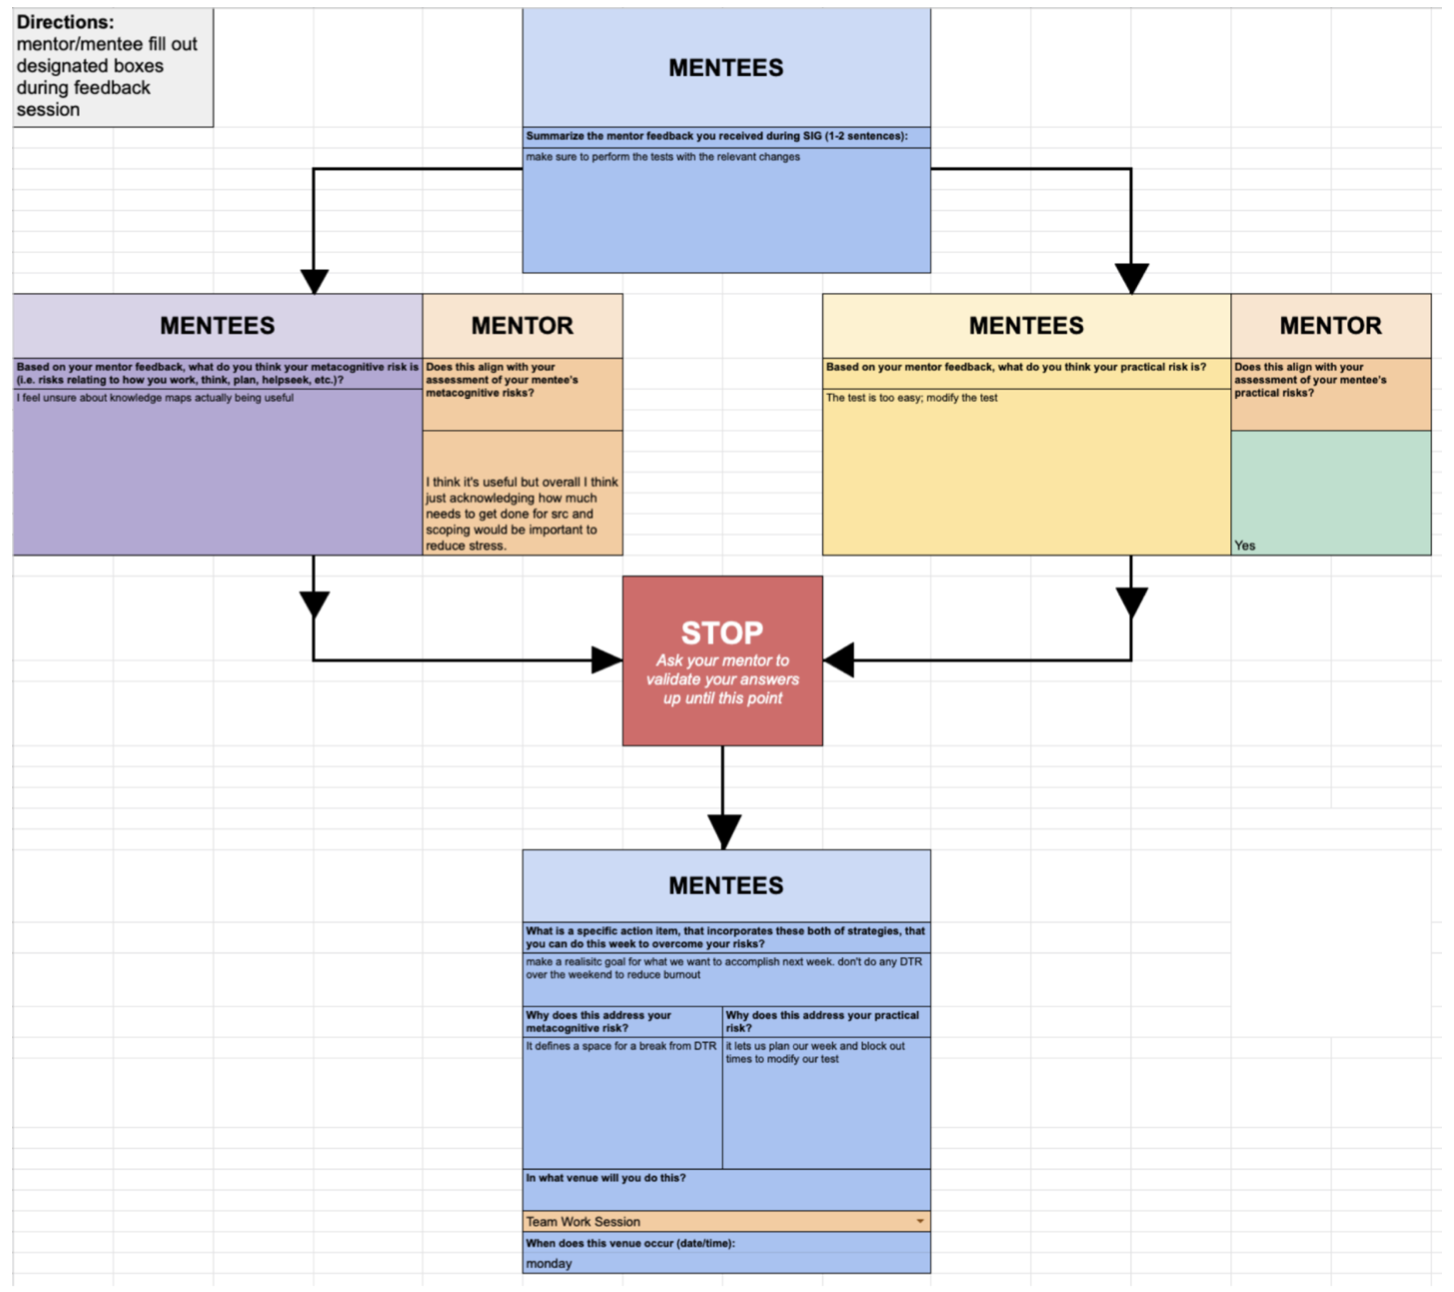 Directions:
mentor/mentee fill out
designated boxes
during feedback
session
MENTEES
Summarize the mentor feedback you received during SIG (1-2 sentences):
make sure to perform the tests with the relevant changes
MENTEES
Based on your mentor feedback, what do you think your metacognitive risk is
(i.e. risks relating to how you work, think, plan, helpseek, etc.)?
I feel unsure about knowledge maps actually being useful
MENTOR
Does this align with your
assessment of your mentee's
metacognitive risks?
I think it's useful but overall I think
just acknowledging how much
needs to get done for src and
scoping would be important to
reduce stress.
MENTEES
Based on your mentor feedback, what do you think your practical risk is?
The test is too easy; modify the test
MENTOR
Does this align with your
assessment of your mentee's
practical risks?
Yes
STOP
Ask your mentor to
validate your answers
up until this point
MENTEES
What is a specific action item, that incorporates these both of strategies, that
you can do this week to overcome your risks?
make a realisitc goal for what we want to accomplish next week. don't do any DTR
over the weekend to reduce burnout
Why does this address your
metacognitive risk?
It defines a space for a break from DTR
Why does this address your practical
risk?
it lets us plan our week and block out
times to modify our test
In what venue will you do this?
Team Work Session
When does this venue occur (date/time):
monday